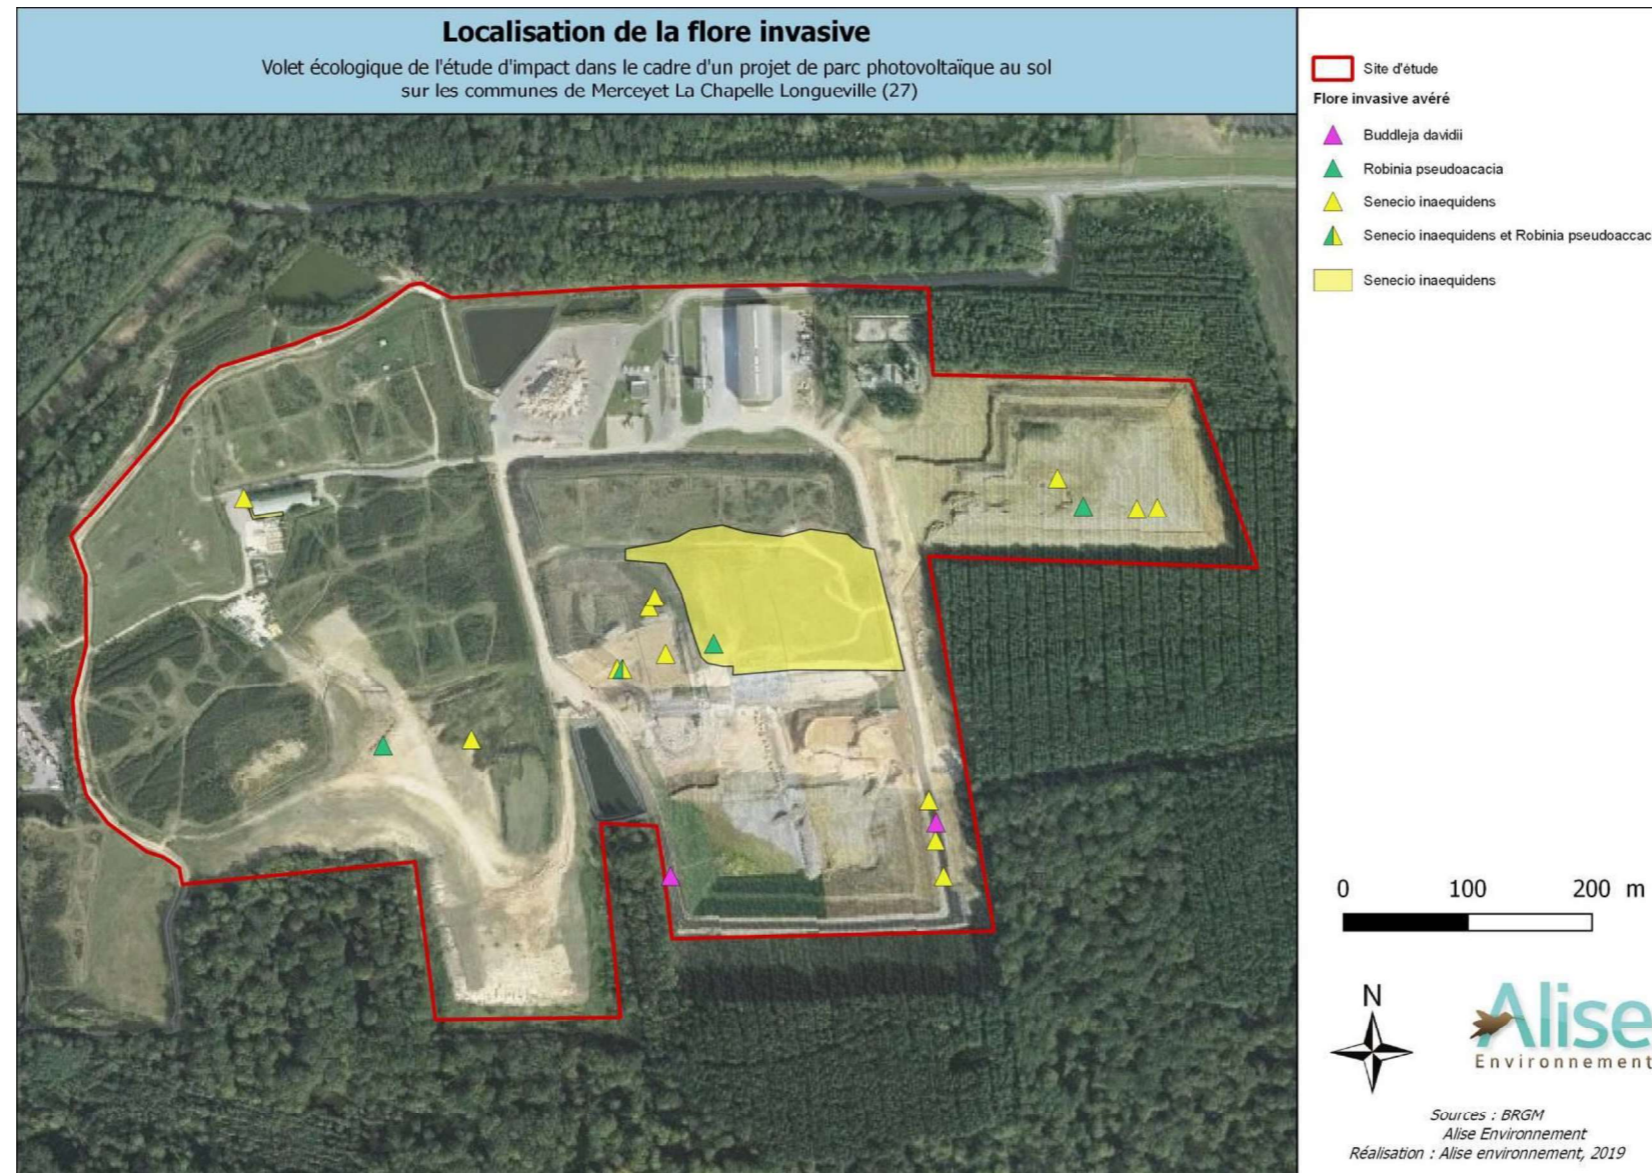 Localisation de la flore invasive
Volet écologique de l'étude d'impact dans le cadre d'un projet de parc photovoltaïque au sol
sur les communes de Merceyet La Chapelle Longueville (27)
Site d'étude
Flore invasive avéré
Buddleja davidii
Robinia pseudoacacia
Senecio inaequidens
Senecio inaequidens et Robinia pseudoaccac
Senecio inaequidens
0 100 200 m
N
Alise
Environnement
Sources : BRGM
Alise Environnement
Réalisation : Alise environnement, 2019